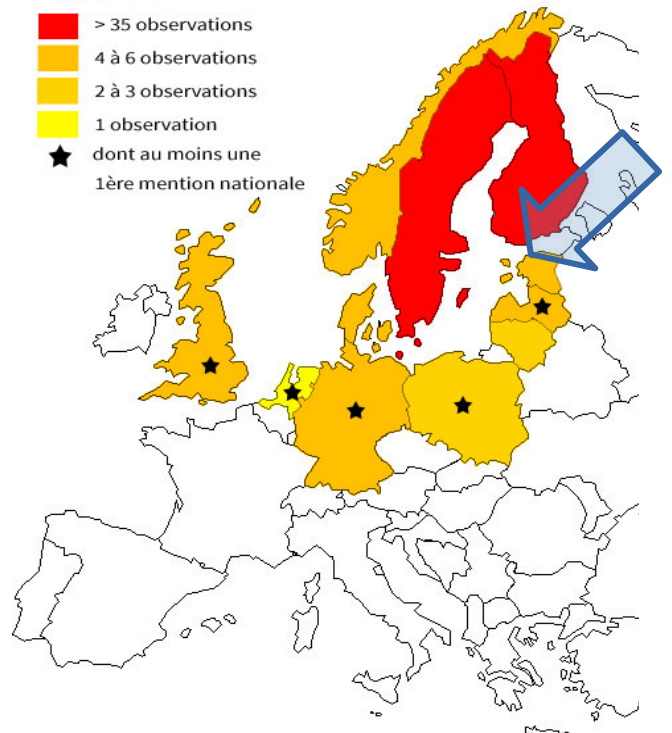 > 35 observations
4 à 6 observations
2 à 3 observations
1 observation
dont au moins une
1ère mention nationale